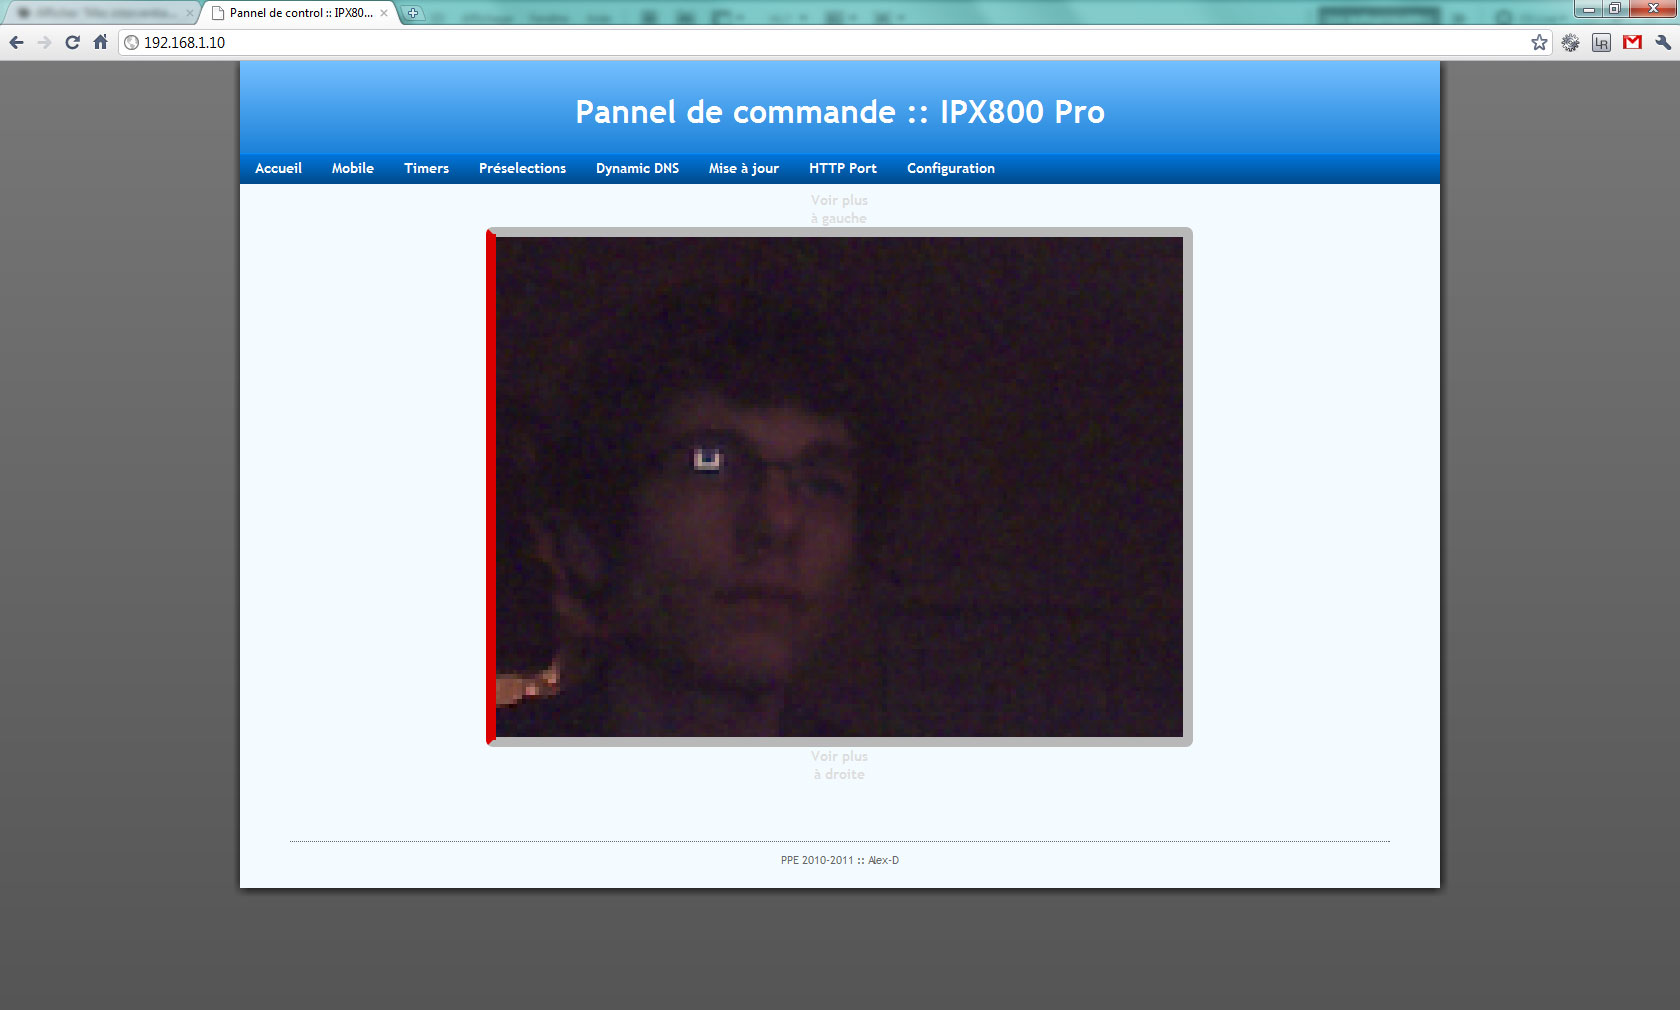 Pannel de control :: IPX80...
192.168.1.10
Pannel de commande :: IPX800 Pro
Accueil Mobile Timers Préselections Dynamic DNS Mise à jour HTTP Port Configuration
Voir plus
à gauche
Voir plus
à droite
PPE 2010-2011 :: Alex-D